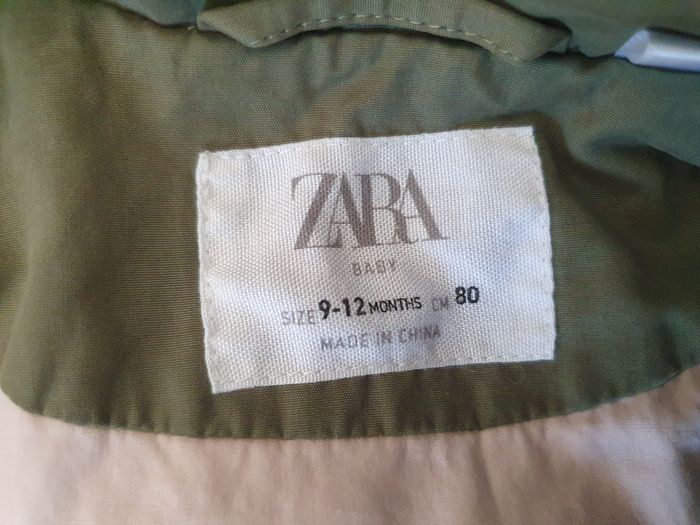 ZARA
BABY
SIZE 9-12 MONTHS CM 80
MADE IN CHINA